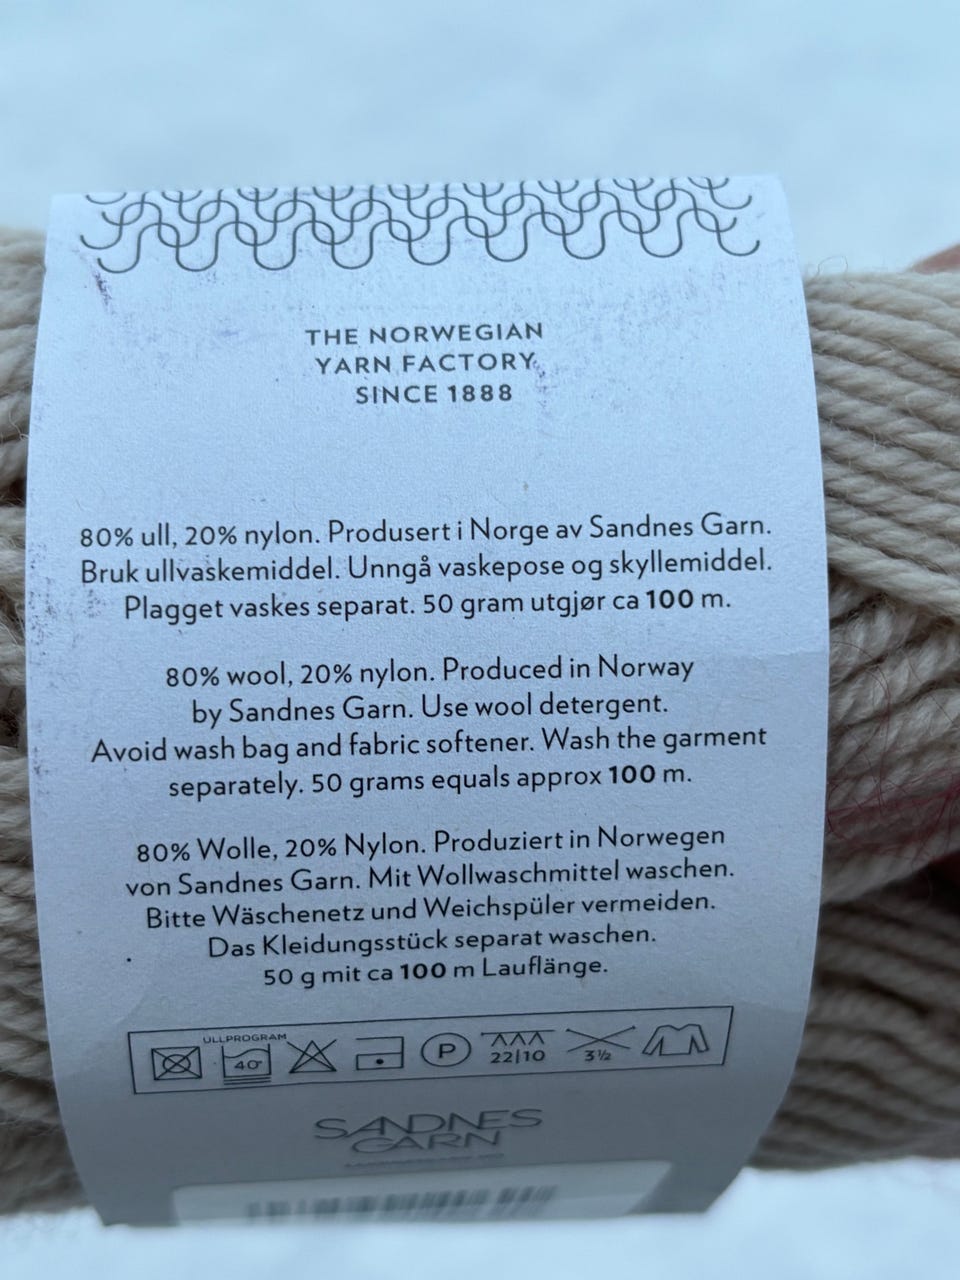 THE NORWEGIAN
YARN FACTORY
SINCE 1888
80% ull, 20% nylon. Produsert i Norge av Sandnes Garn.
Bruk ullvaskemiddel. Unngå vaskepose og skyllemiddel.
Plagget vaskes separat. 50 gram utgjør ca 100 m.
80% wool, 20% nylon. Produced in Norway
by Sandnes Garn. Use wool detergent.
Avoid wash bag and fabric softener. Wash the garment
separately. 50 grams equals approx 100 m.
80% Wolle, 20% Nylon. Produziert in Norwegen
von Sandnes Garn. Mit Wollwaschmittel waschen.
Bitte Wäschenetz und Weichspüler vermeiden.
Das Kleidungsstück separat waschen.
50 g mit ca 100 m Lauflänge.
ULLPROGRAM
40° P 22|10 3½
SANDNES
GARN